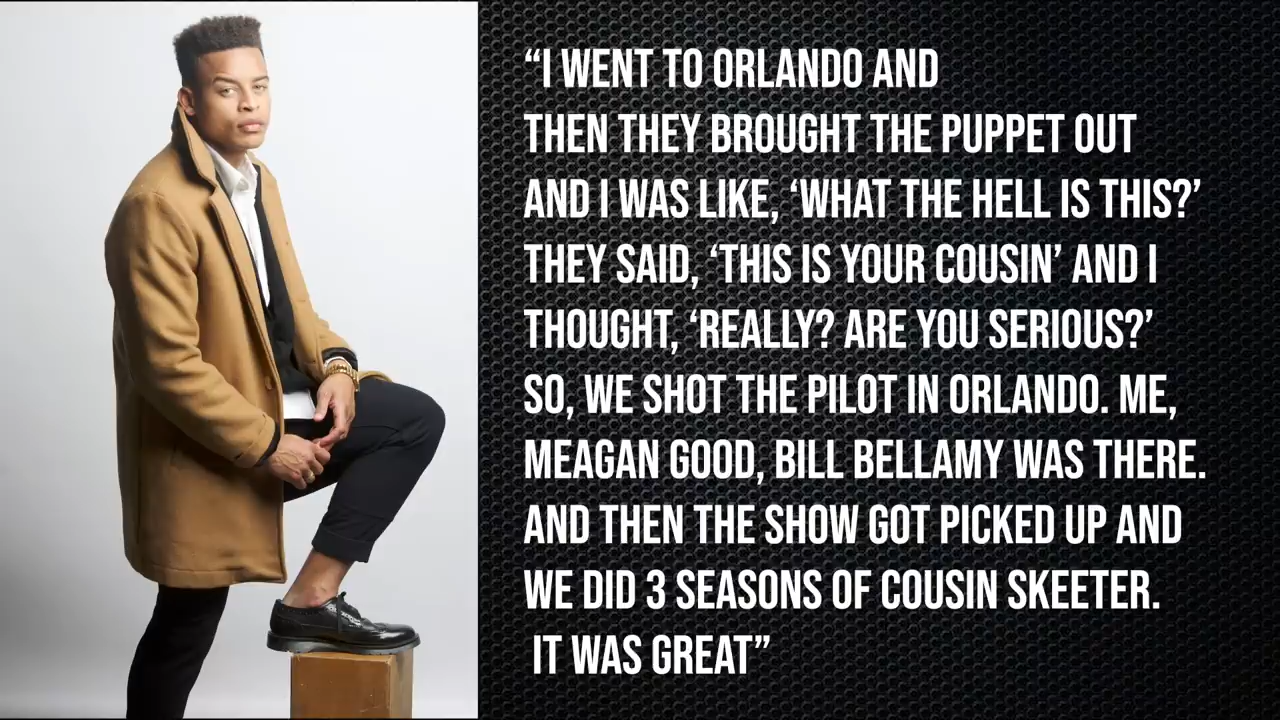 “I WENT TO ORLANDO AND
THEN THEY BROUGHT THE PUPPET OUT
AND I WAS LIKE, ‘WHAT THE HELL IS THIS?’
THEY SAID, ‘THIS IS YOUR COUSIN’ AND I
THOUGHT, ‘REALLY? ARE YOU SERIOUS?’
SO, WE SHOT THE PILOT IN ORLANDO. ME,
MEAGAN GOOD, BILL BELLAMY WAS THERE.
AND THEN THE SHOW GOT PICKED UP AND
WE DID 3 SEASONS OF COUSIN SKEETER.
IT WAS GREAT”